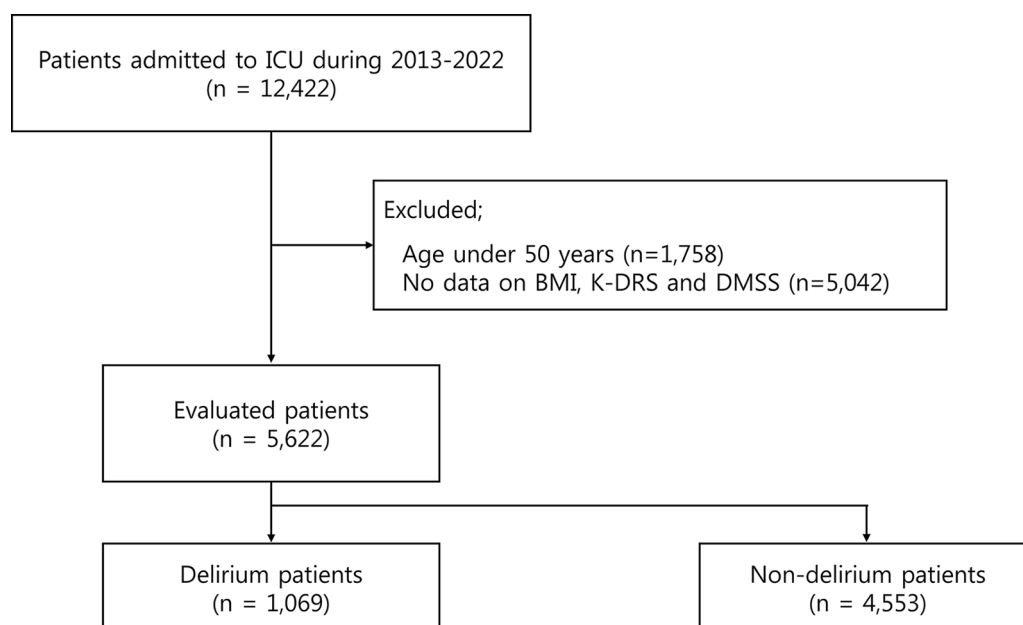 Patients admitted to ICU during 2013-2022
(n = 12,422)
Excluded;
Age under 50 years (n=1,758)
No data on BMI, K-DRS and DMSS (n=5,042)
Evaluated patients
(n = 5,622)
Delirium patients
(n = 1,069)
Non-delirium patients
(n = 4,553)